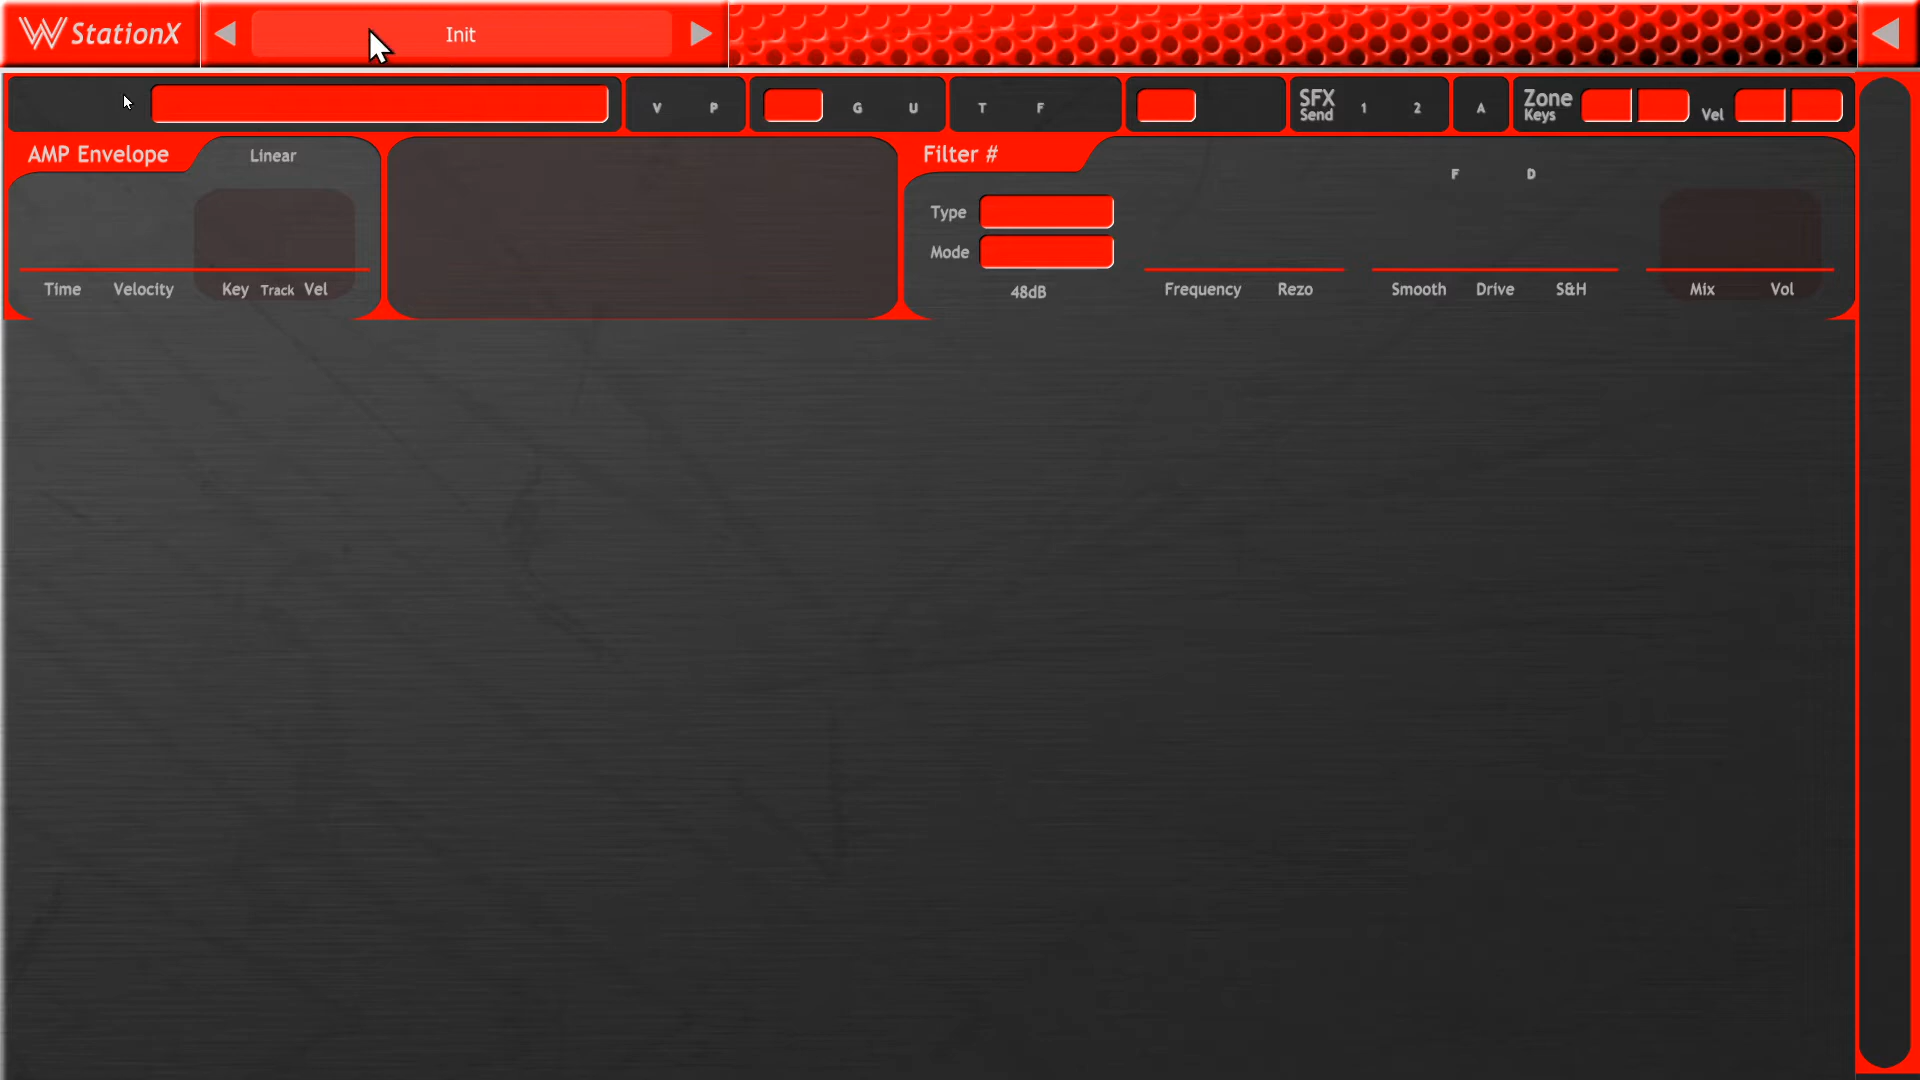 StationX
Init
V P G U T F SFX Send 1 2 A Zone Keys Vel
AMP Envelope Linear Filter #
F D
Type
Mode
48dB
Time Velocity Key Track Vel Frequency Rezo Smooth Drive S&H Mix Vol